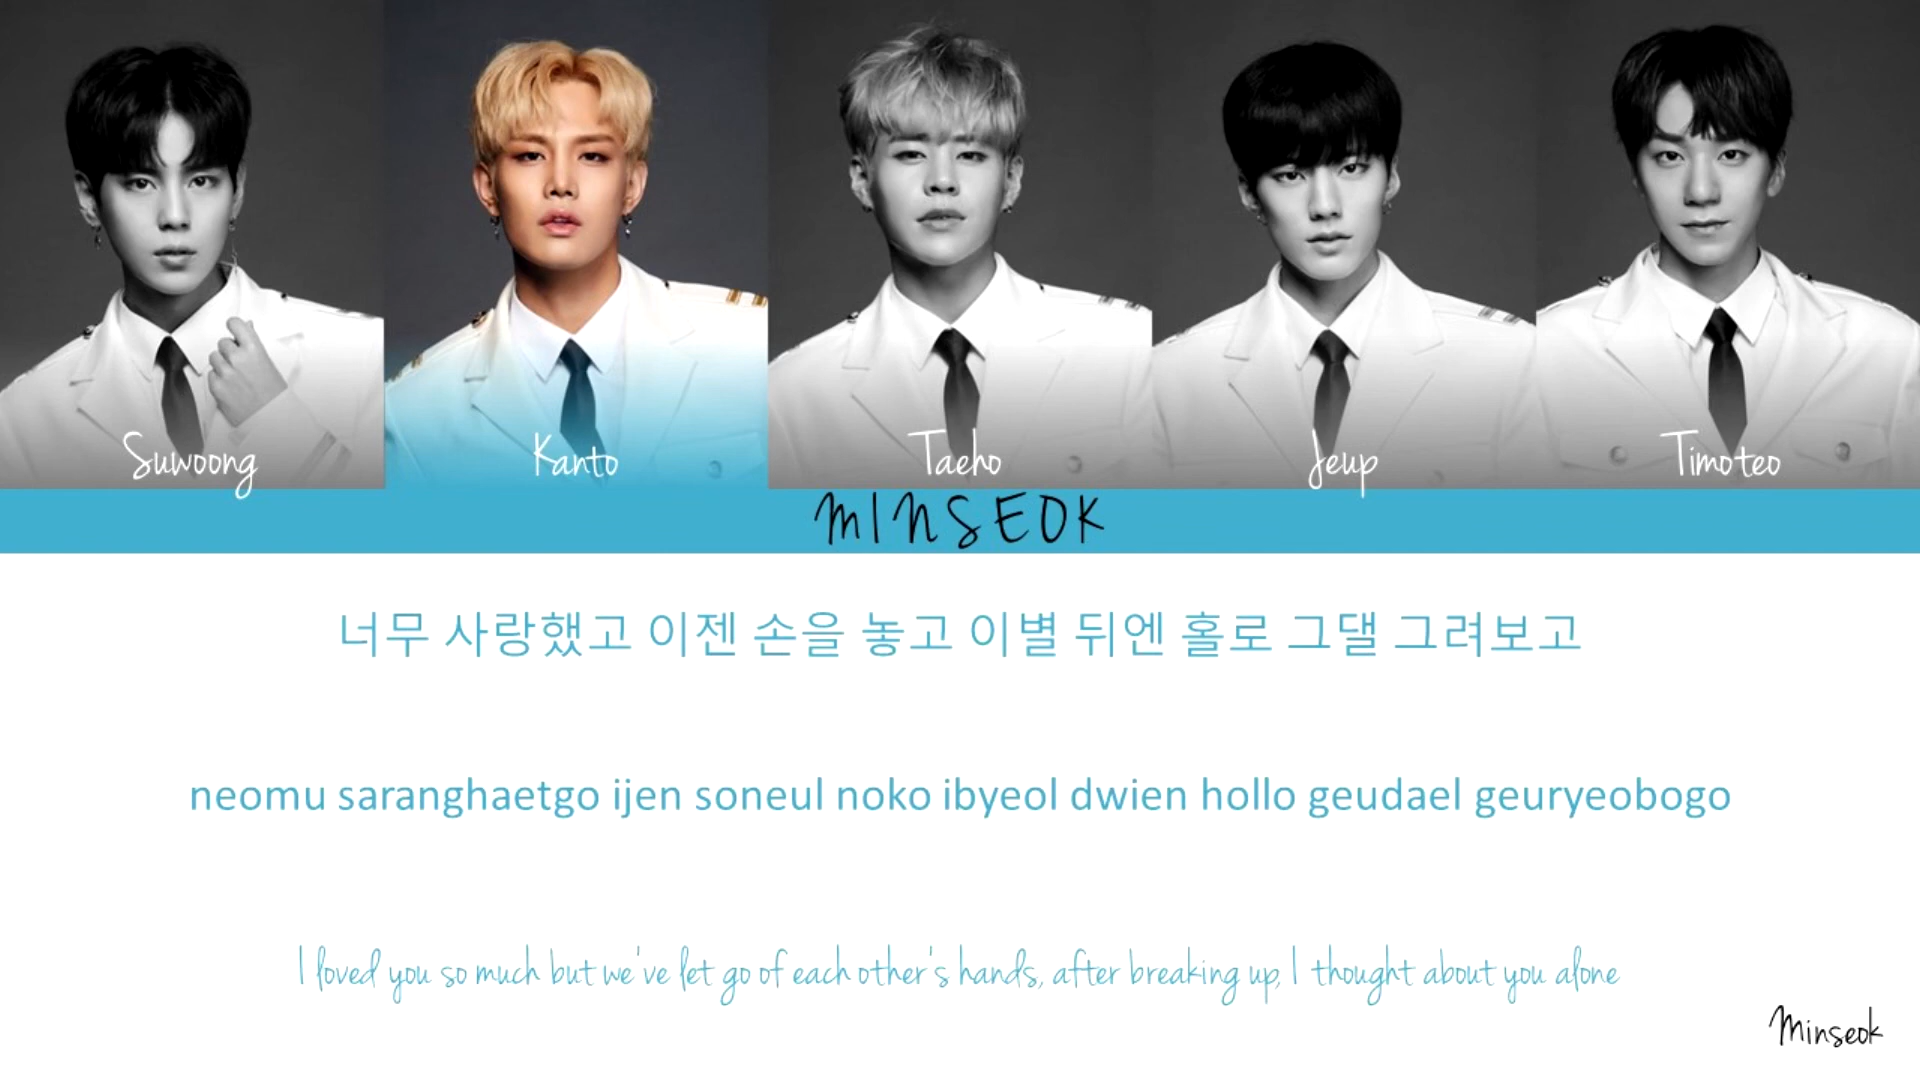 Suwoong
Kanto
Taeho
Jeup
Timoteo
MINSEOK
너무 사랑했고 이젠 손을 놓고 이별 뒤엔 홀로 그댈 그려보고
neomu saranghaetgo ijen soneul noko ibyeol dwien hollo geudael geuryeobogo
I loved you so much but we've let go of each other's hands, after breaking up, I thought about you alone
Minseok